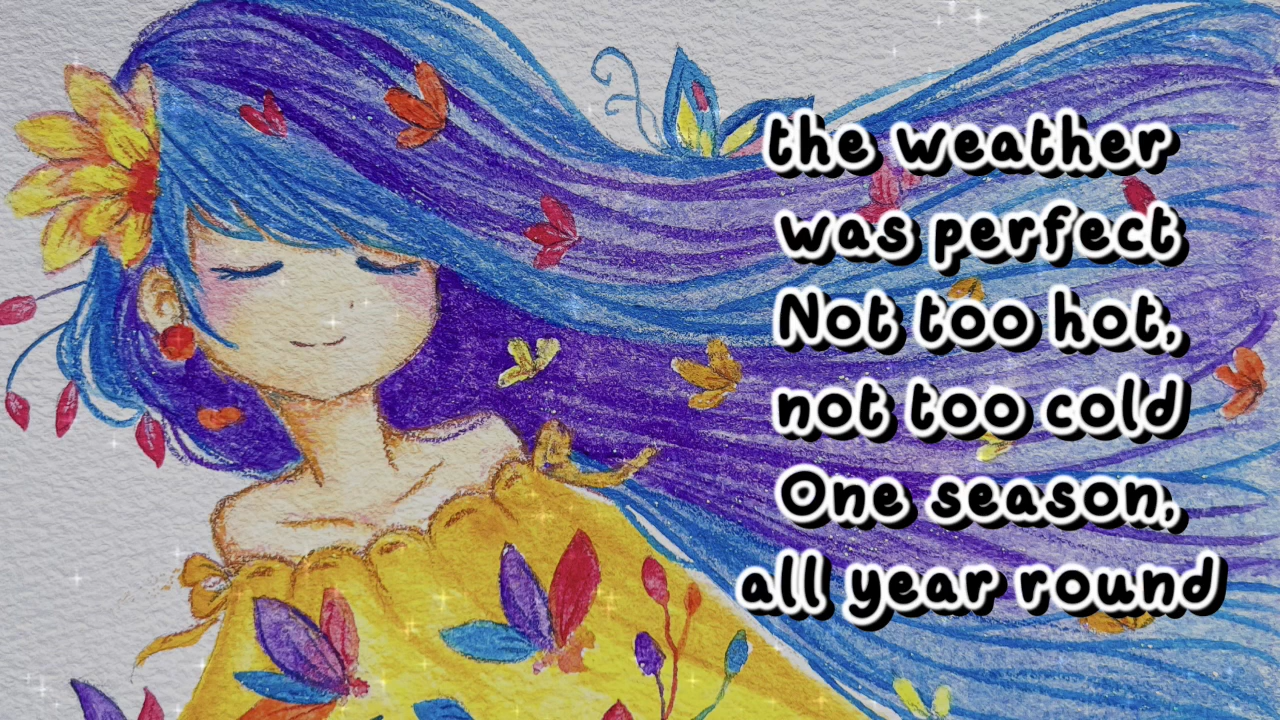 the weather
was perfect
Not too hot,
not too cold
One season,
all year round